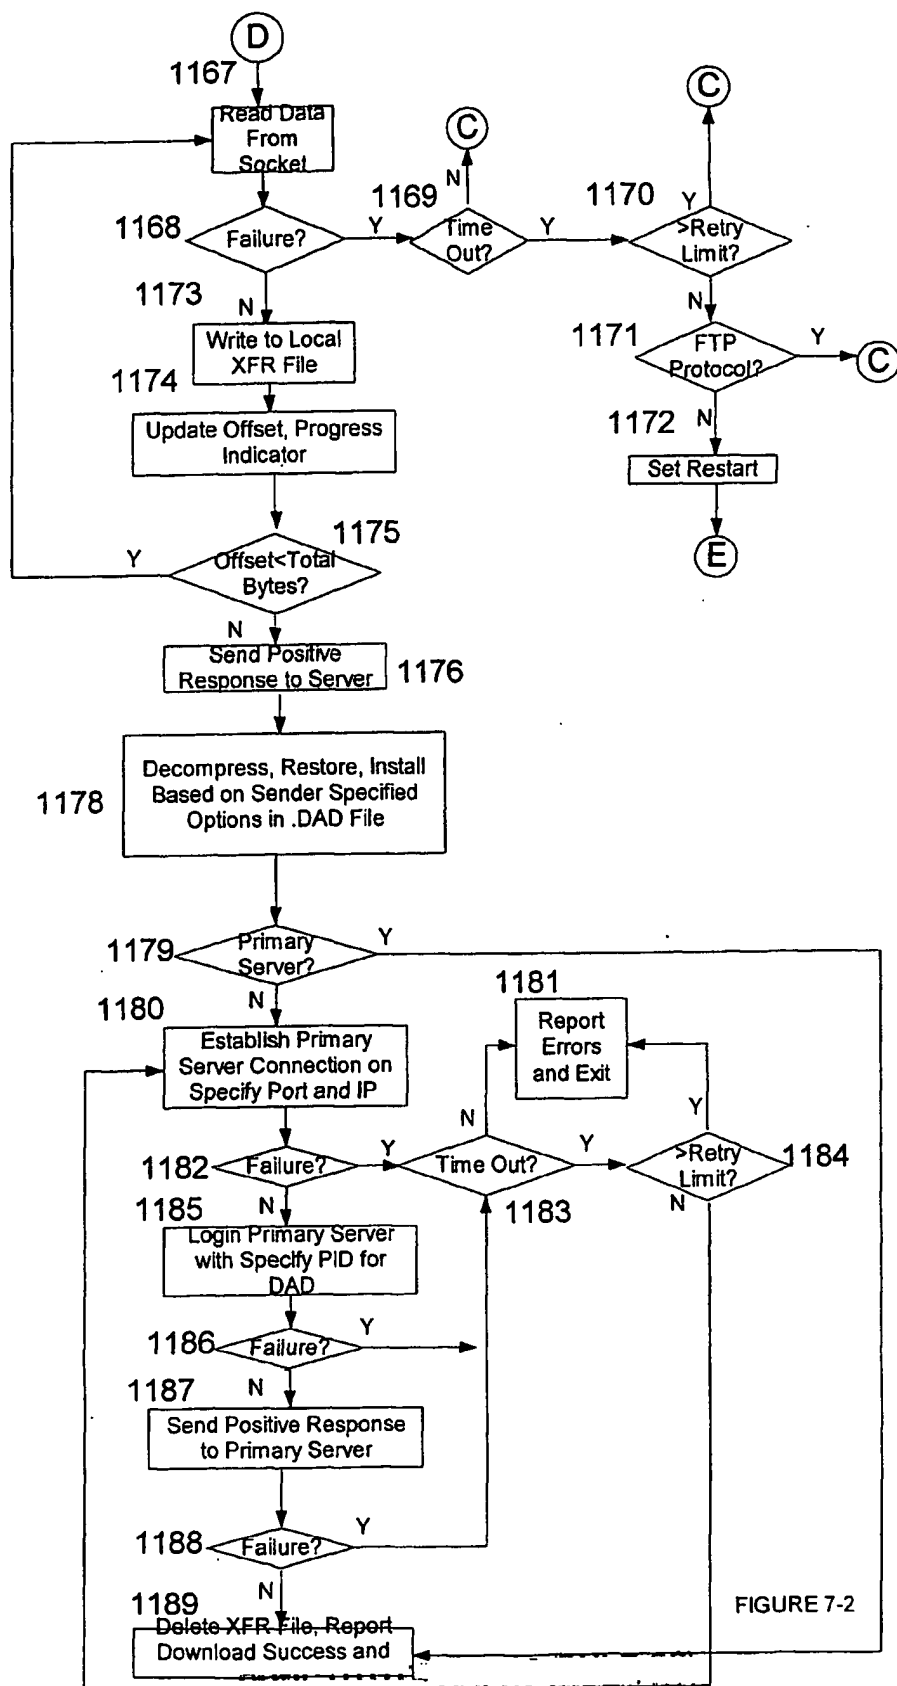 D
1167
Read Data
From
Socket
C
C
N
1169
1170
Y
1168
Failure?
Y
Time
Out?
Y
>Retry
Limit?
1173
N
N
Write to Local
XFR File
1171
FTP
Protocol?
Y
C
1174
Update Offset, Progress
Indicator
1172
N
Set Restart
1175
Y
Offset<Total
Bytes?
E
N
Send Positive
Response to Server
1176
1178
Decompress, Restore, Install
Based on Sender Specified
Options in .DAD File
1179
Primary
Server?
Y
1180
N
1181
Report
Errors
and Exit
Establish Primary
Server Connection on
Specify Port and IP
N
Y
1182
Failure?
Y
Time Out?
Y
>Retry
Limit?
1184
1185
N
1183
N
Login Primary Server
with Specify PID for
DAD
1186
Failure?
Y
1187
N
Send Positive Response
to Primary Server
1188
Failure?
Y
1189
N
FIGURE 7-2
Delete XFR File, Report
Download Success and